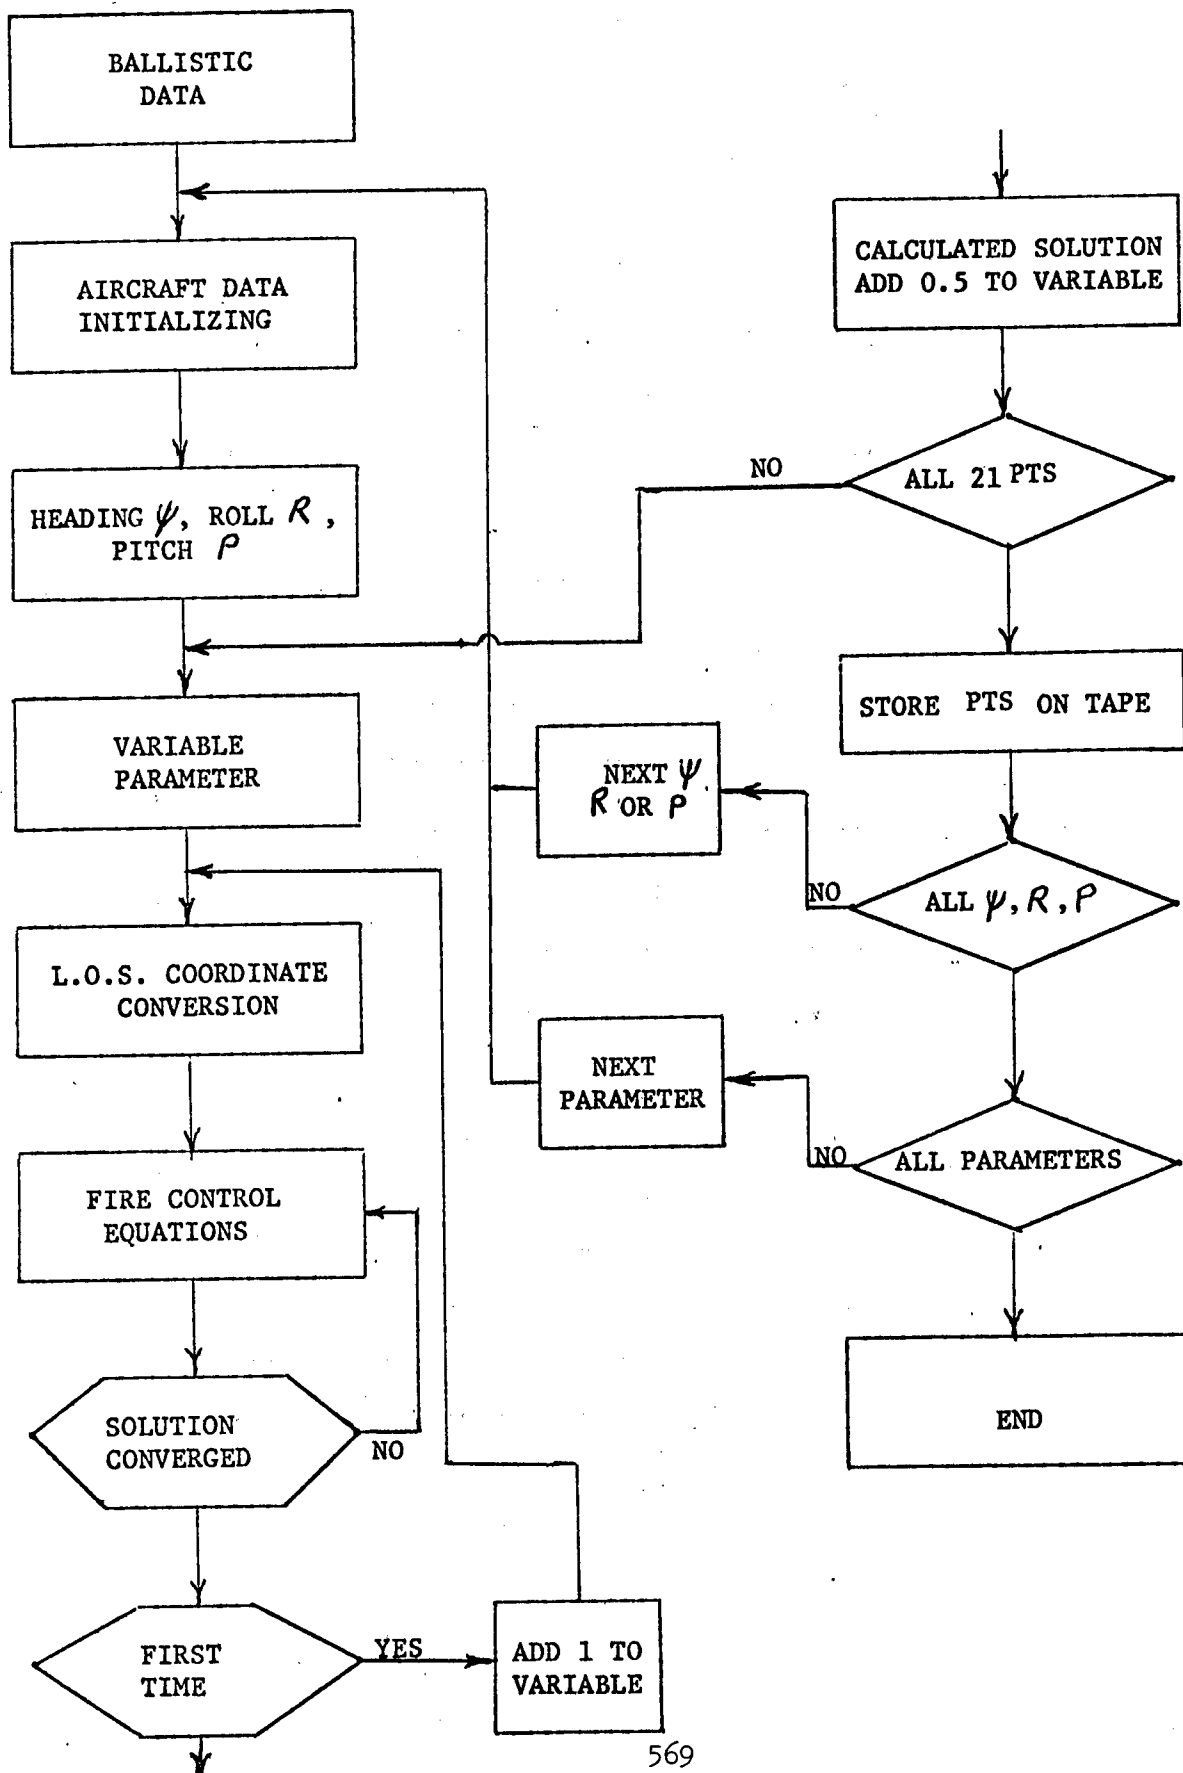 BALLISTIC
DATA
AIRCRAFT DATA
INITIALIZING
HEADING ψ, ROLL R,
PITCH P
VARIABLE
PARAMETER
L.O.S. COORDINATE
CONVERSION
FIRE CONTROL
EQUATIONS
SOLUTION
CONVERGED
NO
FIRST
TIME
YES
ADD 1 TO
VARIABLE
CALCULATED SOLUTION
ADD 0.5 TO VARIABLE
ALL 21 PTS
NO
STORE PTS ON TAPE
ALL ψ, R, P
NO
NEXT ψ
R OR P
ALL PARAMETERS
NO
NEXT
PARAMETER
END
569